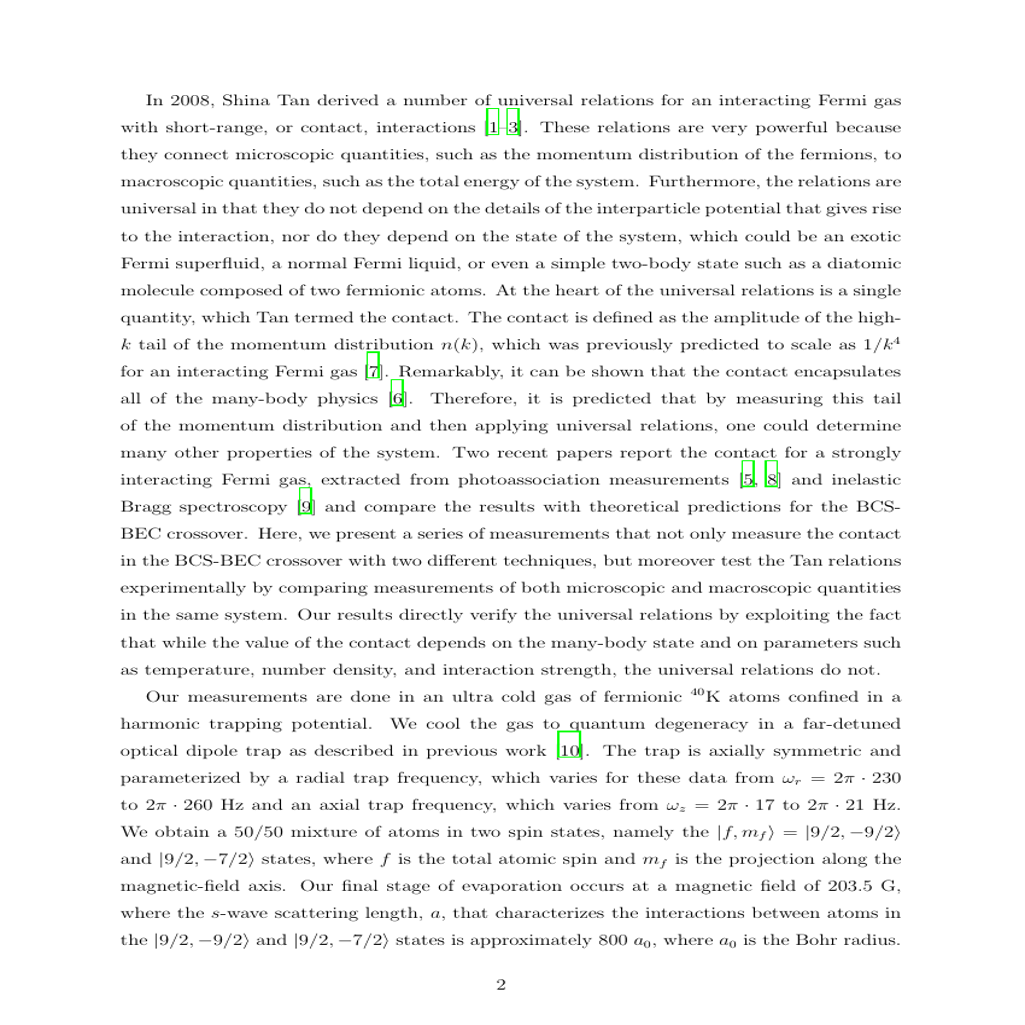 In 2008, Shina Tan derived a number of universal relations for an interacting Fermi gas
with short-range, or contact, interactions [1–3]. These relations are very powerful because
they connect microscopic quantities, such as the momentum distribution of the fermions, to
macroscopic quantities, such as the total energy of the system. Furthermore, the relations are
universal in that they do not depend on the details of the interparticle potential that gives rise
to the interaction, nor do they depend on the state of the system, which could be an exotic
Fermi superfluid, a normal Fermi liquid, or even a simple two-body state such as a diatomic
molecule composed of two fermionic atoms. At the heart of the universal relations is a single
quantity, which Tan termed the contact. The contact is defined as the amplitude of the high-
k tail of the momentum distribution n(k), which was previously predicted to scale as 1/k⁴
for an interacting Fermi gas [7]. Remarkably, it can be shown that the contact encapsulates
all of the many-body physics [6]. Therefore, it is predicted that by measuring this tail
of the momentum distribution and then applying universal relations, one could determine
many other properties of the system. Two recent papers report the contact for a strongly
interacting Fermi gas, extracted from photoassociation measurements [5, 8] and inelastic
Bragg spectroscopy [9] and compare the results with theoretical predictions for the BCS-
BEC crossover. Here, we present a series of measurements that not only measure the contact
in the BCS-BEC crossover with two different techniques, but moreover test the Tan relations
experimentally by comparing measurements of both microscopic and macroscopic quantities
in the same system. Our results directly verify the universal relations by exploiting the fact
that while the value of the contact depends on the many-body state and on parameters such
as temperature, number density, and interaction strength, the universal relations do not.
Our measurements are done in an ultra cold gas of fermionic ⁴⁰K atoms confined in a
harmonic trapping potential. We cool the gas to quantum degeneracy in a far-detuned
optical dipole trap as described in previous work [10]. The trap is axially symmetric and
parameterized by a radial trap frequency, which varies for these data from ωᵣ = 2π · 230
to 2π · 260 Hz and an axial trap frequency, which varies from ω_z = 2π · 17 to 2π · 21 Hz.
We obtain a 50/50 mixture of atoms in two spin states, namely the |f, m_f⟩ = |9/2, −9/2⟩
and |9/2, −7/2⟩ states, where f is the total atomic spin and m_f is the projection along the
magnetic-field axis. Our final stage of evaporation occurs at a magnetic field of 203.5 G,
where the s-wave scattering length, a, that characterizes the interactions between atoms in
the |9/2, −9/2⟩ and |9/2, −7/2⟩ states is approximately 800 a₀, where a₀ is the Bohr radius.
2